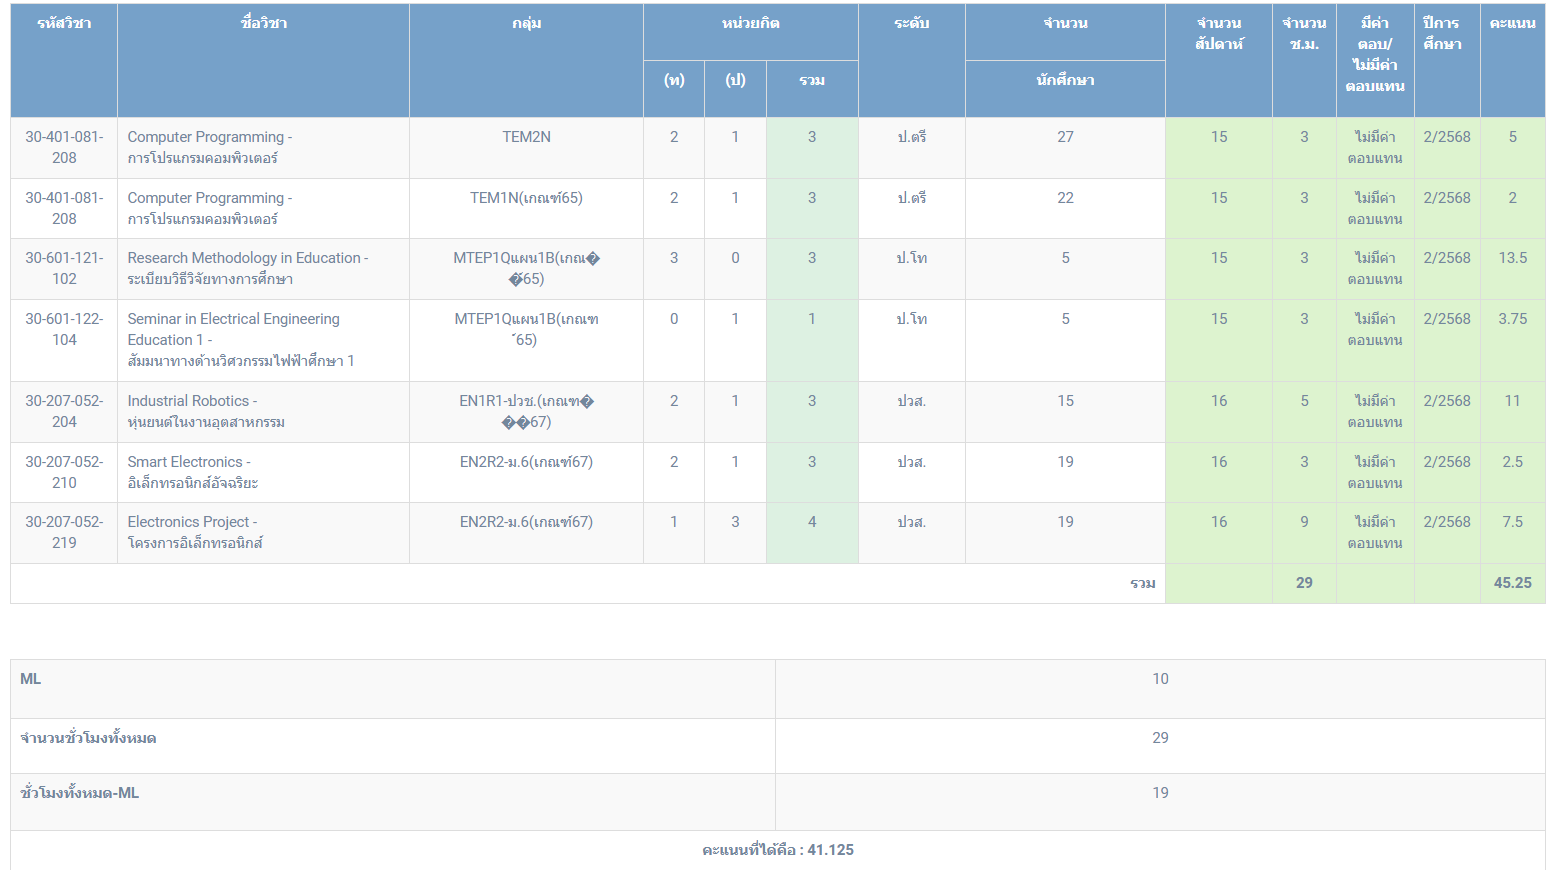 รหัสวิชา ชื่อวิชา กลุ่ม หน่วยกิต ระดับ จำนวน จำนวน จำนวน มีค่า ปีการ คะแนน
สัปดาห์ ช.ม. ตอบ/ ศึกษา
ไม่มีค่า
(ท) (ป) รวม นักศึกษา ตอบแทน
30-401-081- Computer Programming - TEM2N 2 1 3 ป.ตรี 27 15 3 ไม่มีค่า 2/2568 5
208 การโปรแกรมคอมพิวเตอร์ ตอบแทน
30-401-081- Computer Programming - TEM1N(เกณฑ์65) 2 1 3 ป.ตรี 22 15 3 ไม่มีค่า 2/2568 2
208 การโปรแกรมคอมพิวเตอร์ ตอบแทน
30-601-121- Research Methodology in Education - MTEP1Qแผน1B(เกณ� 3 0 3 ป.โท 5 15 3 ไม่มีค่า 2/2568 13.5
102 ระเบียบวิธีวิจัยทางการศึกษา �์65) ตอบแทน
30-601-122- Seminar in Electrical Engineering MTEP1Qแผน1B(เกณฑ 0 1 1 ป.โท 5 15 3 ไม่มีค่า 2/2568 3.75
104 Education 1 - ์65) ตอบแทน
สัมมนาทางด้านวิศวกรรมไฟฟ้าศึกษา 1
30-207-052- Industrial Robotics - EN1R1-ปวช.(เกณฑ� 2 1 3 ปวส. 15 16 5 ไม่มีค่า 2/2568 11
204 หุ่นยนต์ในงานอุตสาหกรรม ��67) ตอบแทน
30-207-052- Smart Electronics - EN2R2-ม.6(เกณฑ์67) 2 1 3 ปวส. 19 16 3 ไม่มีค่า 2/2568 2.5
210 อิเล็กทรอนิกส์อัจฉริยะ ตอบแทน
30-207-052- Electronics Project - EN2R2-ม.6(เกณฑ์67) 1 3 4 ปวส. 19 16 9 ไม่มีค่า 2/2568 7.5
219 โครงการอิเล็กทรอนิกส์ ตอบแทน
รวม 29 45.25
ML 10
จำนวนชั่วโมงทั้งหมด 29
ชั่วโมงทั้งหมด-ML 19
คะแนนที่ได้คือ : 41.125